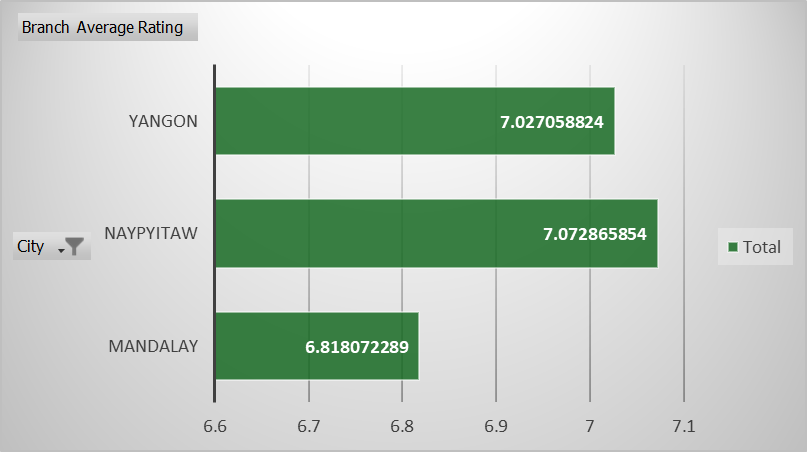 Branch Average Rating
YANGON
7.027058824
City
NAYPYITAW
7.072865854
Total
MANDALAY
6.818072289
6.6 6.7 6.8 6.9 7 7.1